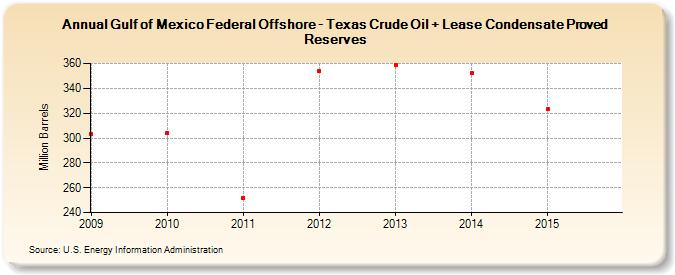 Annual Gulf of Mexico Federal Offshore - Texas Crude Oil + Lease Condensate Proved
Reserves
Million Barrels
360
340
320
300
280
260
240
2009 2010 2011 2012 2013 2014 2015
Source: U.S. Energy Information Administration